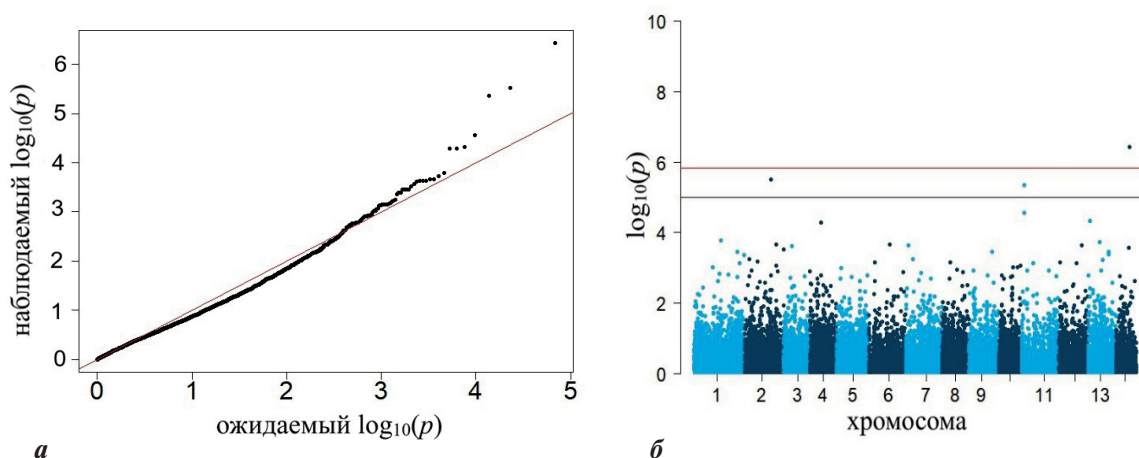 6
5
4
3
2
1
0
наблюдаемый log₁₀(p)
0 1 2 3 4 5
ожидаемый log₁₀(p)
а
10
8
6
4
2
0
log₁₀(p)
1 2 3 4 5 6 7 8 9 11 13
хромосома
б